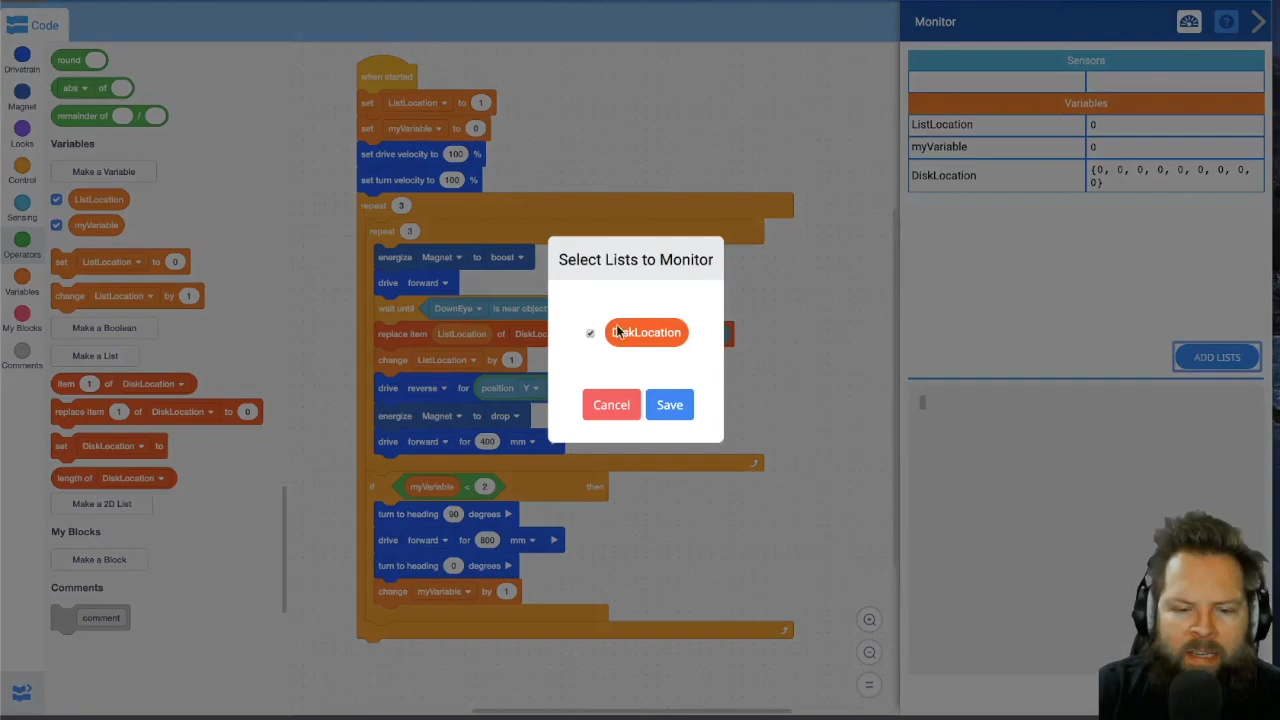 Code
Drivetrain
Magnet
Looks
Control
Sensing
Operators
Variables
My Blocks
Comments
round
abs of
remainder of /
Variables
Make a Variable
ListLocation
myVariable
set ListLocation to 0
change ListLocation by 1
Make a Boolean
Make a List
item 1 of DiskLocation
replace item 1 of DiskLocation to 0
set DiskLocation to
length of DiskLocation
Make a 2D List
My Blocks
Make a Block
Comments
comment
when started
set ListLocation to 1
set myVariable to 0
set drive velocity to 100 %
set turn velocity to 100 %
repeat 3
repeat 3
energize Magnet to boost
drive forward
wait until DownEye is near object
replace item ListLocation of DiskLoc
change ListLocation by 1
drive reverse for position Y
energize Magnet to drop
drive forward for 400 mm
if myVariable < 2 then
turn to heading 90 degrees
drive forward for 800 mm
turn to heading 0 degrees
change myVariable by 1
Select Lists to Monitor
DiskLocation
Cancel Save
Monitor
Sensors
Variables
ListLocation 0
myVariable 0
DiskLocation {0, 0, 0, 0, 0, 0, 0, 0,
0}
ADD LISTS